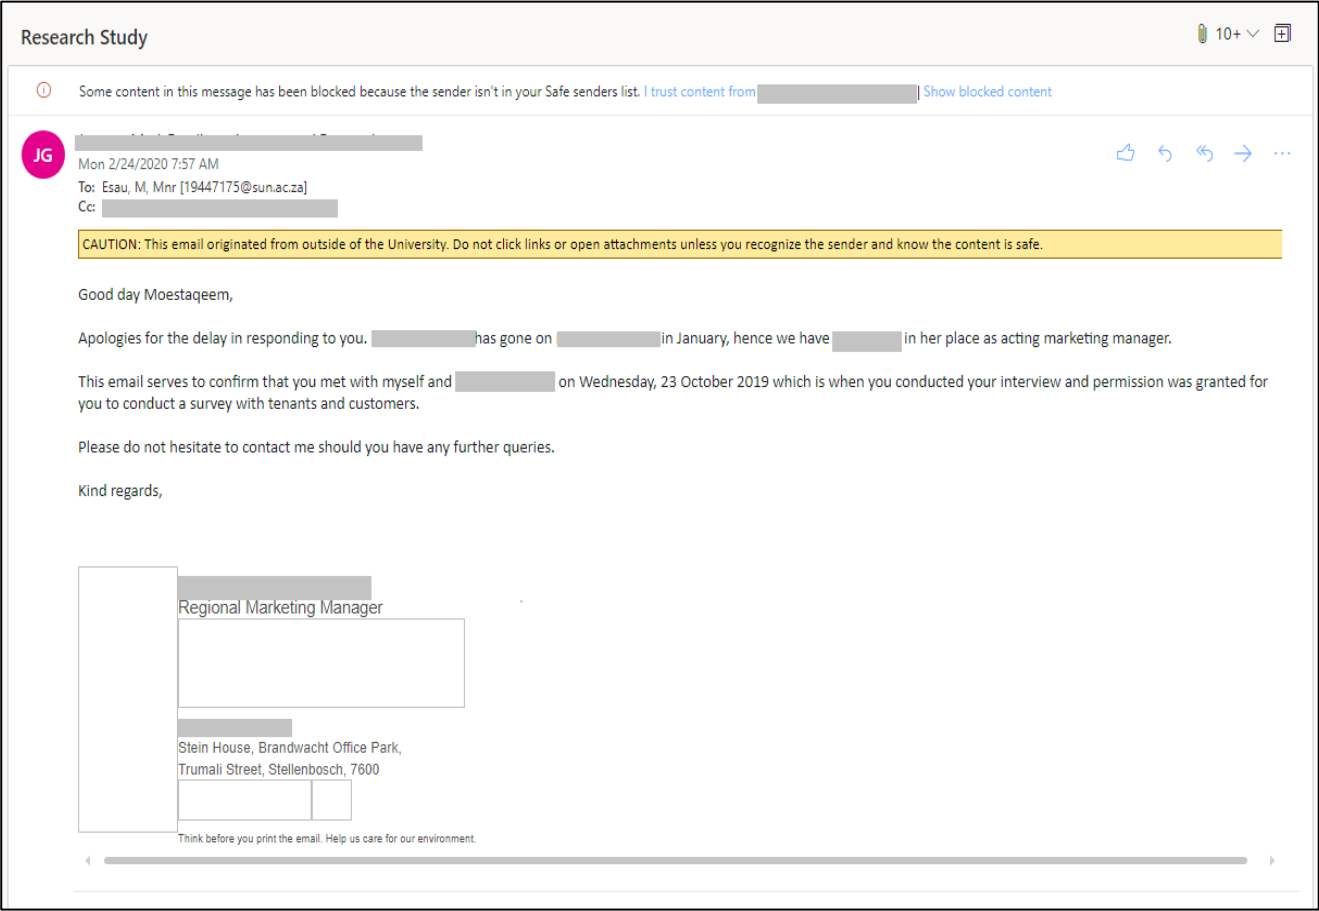 Research Study
10+
Some content in this message has been blocked because the sender isn't in your Safe senders list. I trust content from | Show blocked content
JG
Mon 2/24/2020 7:57 AM
To: Esau, M, Mnr [19447175@sun.ac.za]
Cc:
CAUTION: This email originated from outside of the University. Do not click links or open attachments unless you recognize the sender and know the content is safe.
Good day Moestaqeem,
Apologies for the delay in responding to you. has gone on in January, hence we have in her place as acting marketing manager.
This email serves to confirm that you met with myself and on Wednesday, 23 October 2019 which is when you conducted your interview and permission was granted for
you to conduct a survey with tenants and customers.
Please do not hesitate to contact me should you have any further queries.
Kind regards,
Regional Marketing Manager
Stein House, Brandwacht Office Park,
Trumali Street, Stellenbosch, 7600
Think before you print the email. Help us care for our environment.